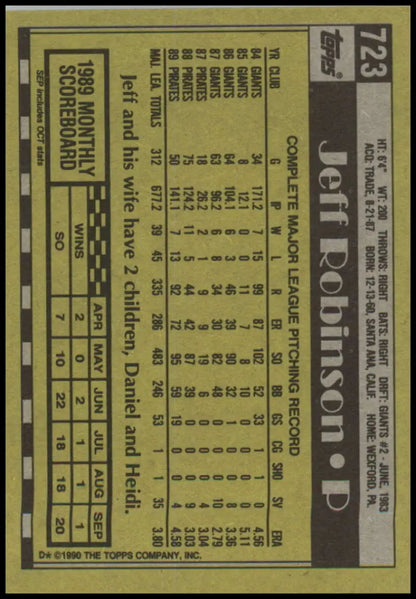 723
Topps
Jeff Robinson • P
HT: 6'4" WT: 200 THROWS: RIGHT BATS: RIGHT DRFT: GIANTS #2 - JUNE, 1983
ACQ: TRADE, 8-21-87 BORN: 12-13-60, SANTA ANA, CALIF. HOME: WEXFORD, PA.
COMPLETE MAJOR LEAGUE PITCHING RECORD
YR CLUB G IP W L R ER SO BB GS CG SHO SV ERA
84 GIANTS 34 171.2 7 15 99 87 102 52 33 1 1 0 4.56
85 GIANTS 8 12.1 0 0 11 7 8 10 0 0 0 0 5.11
86 GIANTS 64 104.1 6 3 46 39 90 32 1 0 0 8 3.36
87 GIANTS 63 96.2 6 8 34 30 82 48 0 0 0 10 2.79
87 PIRATES 18 26.2 2 1 9 9 19 6 0 0 0 4 3.04
88 PIRATES 75 124.2 11 5 44 42 87 39 0 0 0 9 3.03
89 PIRATES 50 141.1 7 13 92 72 95 59 19 0 0 4 4.58
MAJ. LEA. TOTALS 312 677.2 39 45 335 286 483 246 53 1 1 35 3.80
Jeff and his wife have 2 children, Daniel and Heidi.
1989 MONTHLY SCOREBOARD
APR MAY JUN JUL AUG SEP
WINS 2 0 2 1 1 1
SO 7 10 22 18 18 20
SEP includes OCT stats
D* ©1990 THE TOPPS COMPANY, INC.